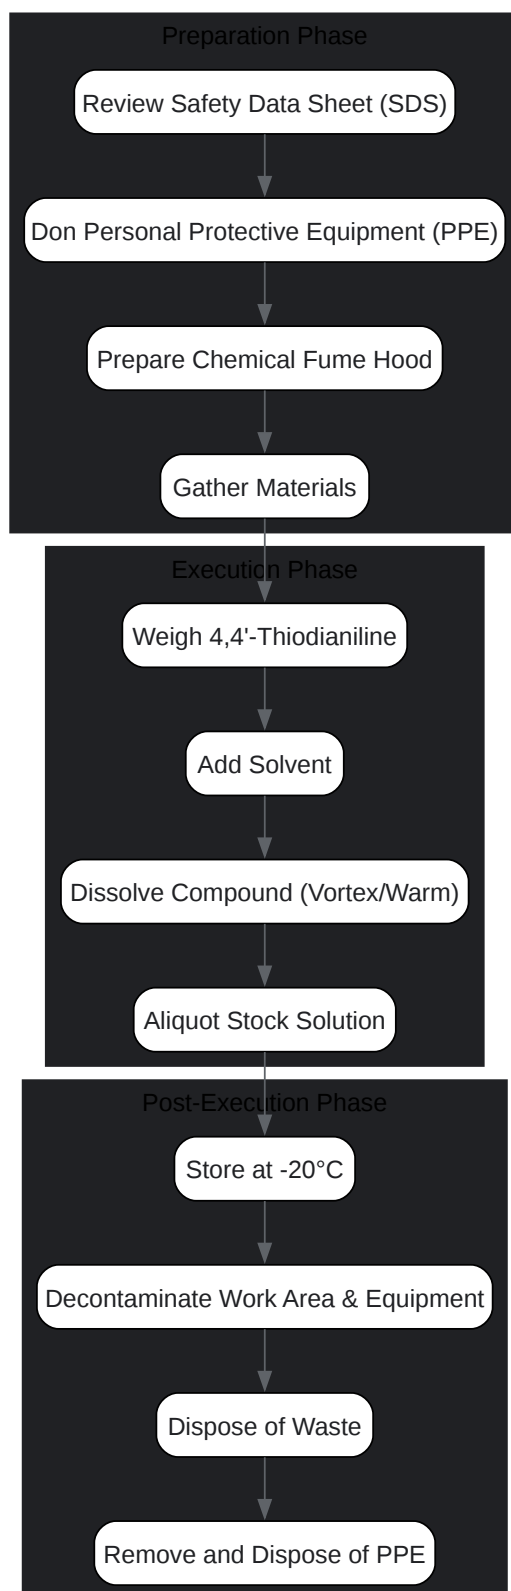 Preparation Phase
Review Safety Data Sheet (SDS)
Don Personal Protective Equipment (PPE)
Prepare Chemical Fume Hood
Gather Materials
Execution Phase
Weigh 4,4'-Thiodianiline
Add Solvent
Dissolve Compound (Vortex/Warm)
Aliquot Stock Solution
Post-Execution Phase
Store at -20°C
Decontaminate Work Area & Equipment
Dispose of Waste
Remove and Dispose of PPE